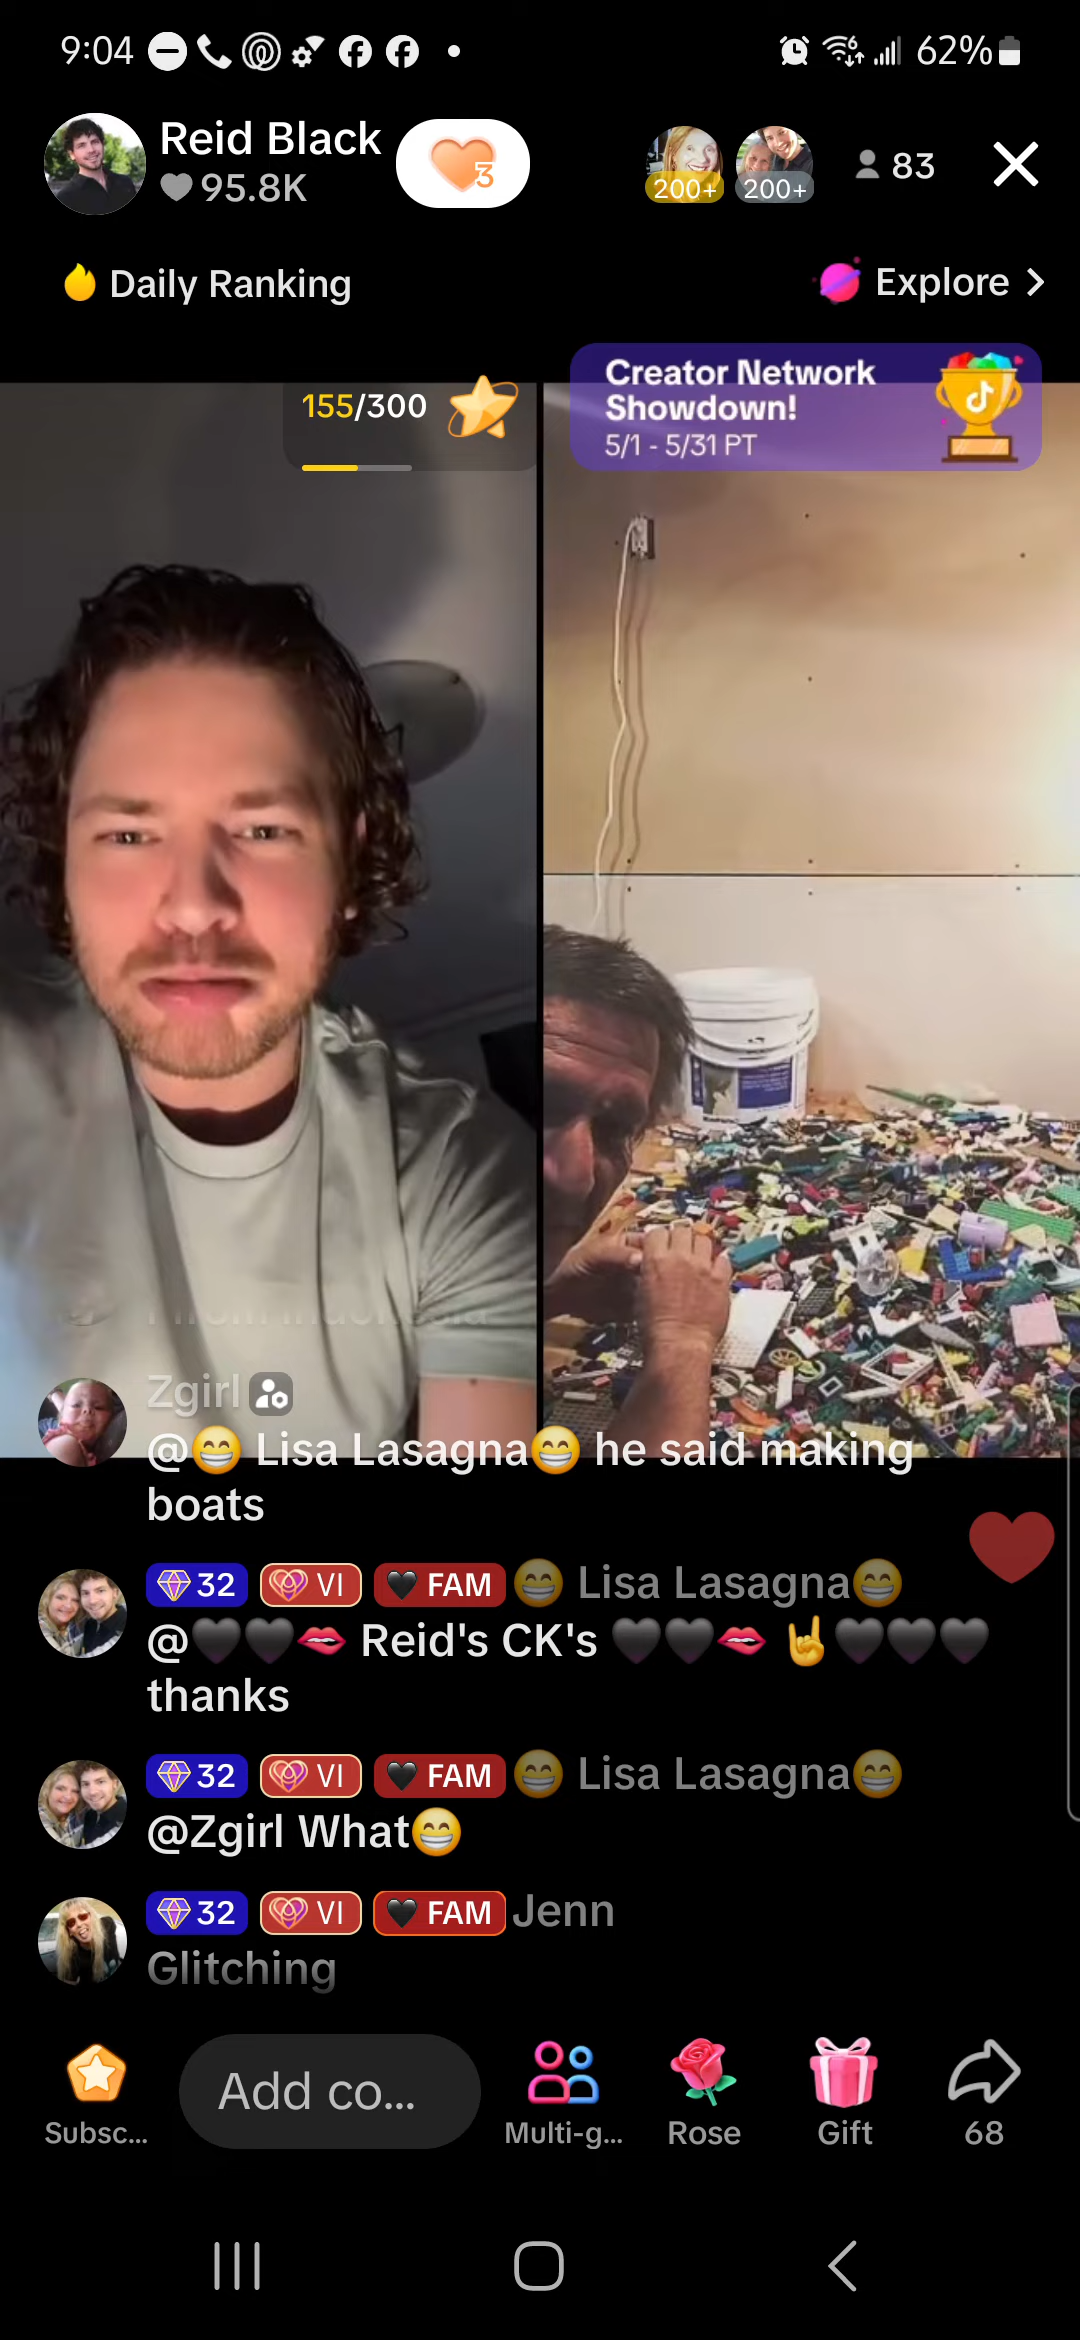 9:04
62%
Reid Black
95.8K
3
200+
200+
83
Daily Ranking
Explore
155/300
Creator Network
Showdown!
5/1 - 5/31 PT
Zgirl
@😁 Lisa Lasagna😁 he said making
boats
32 VI 🖤 FAM 😁 Lisa Lasagna😁
@🖤🖤🫦 Reid's CK's 🖤🖤🫦 🤘🖤🖤🖤
thanks
32 VI 🖤 FAM 😁 Lisa Lasagna😁
@Zgirl What😁
32 VI 🖤 FAM Jenn
Glitching
Subsc...
Add co...
Multi-g...
Rose
Gift
68